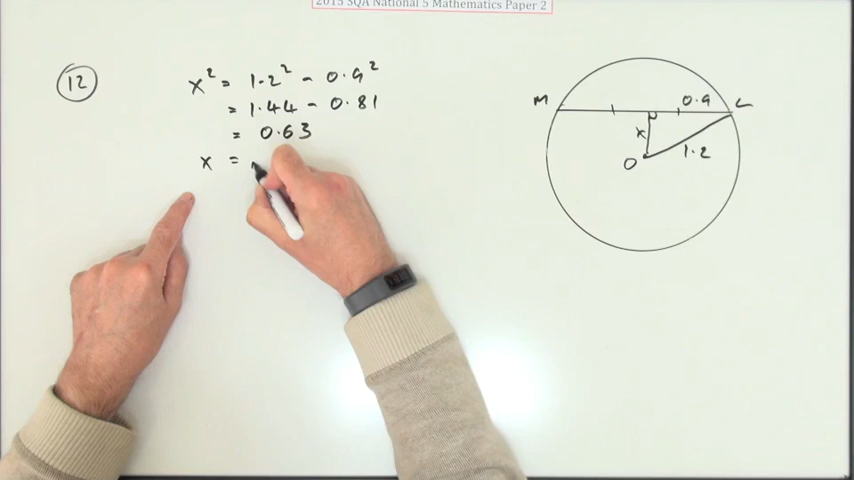 2015 SQA National 5 Mathematics Paper 2
12
x² = 1.2² - 0.9²
= 1.44 - 0.81
= 0.63
x =
M
0.9
L
x
1.2
O